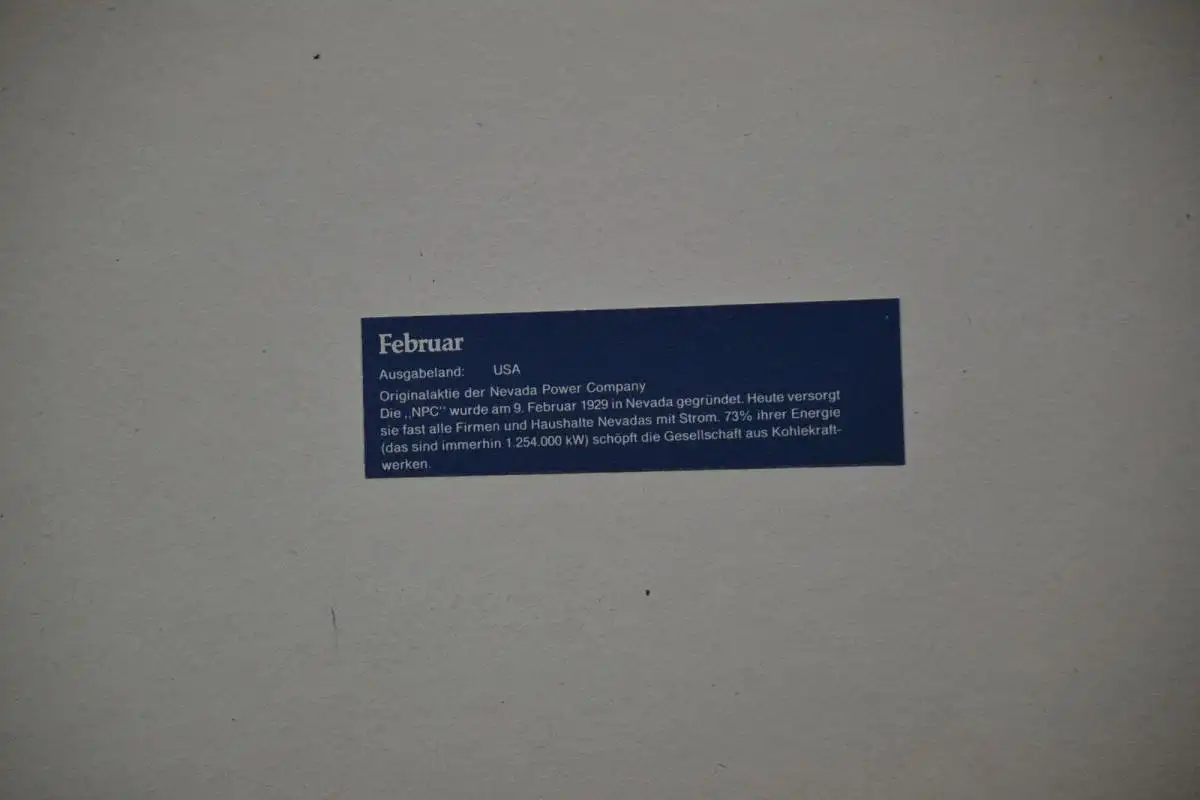 Februar
Ausgabeland: USA
Originalaktie der Nevada Power Company
Die „NPC" wurde am 9. Februar 1929 in Nevada gegründet. Heute versorgt
sie fast alle Firmen und Haushalte Nevadas mit Strom. 73% ihrer Energie
(das sind immerhin 1.254.000 kW) schöpft die Gesellschaft aus Kohlekraft-
werken.